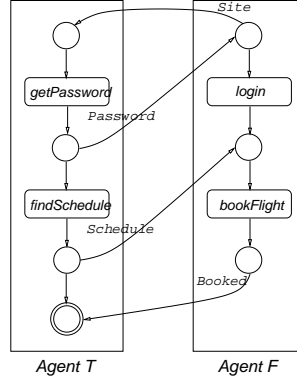 Site
getPassword
login
Password
findSchedule
bookFlight
Schedule
Booked
Agent T
Agent F